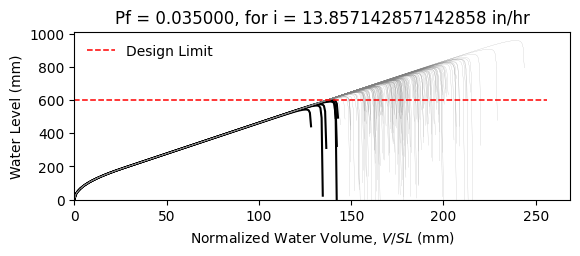 Pf = 0.035000, for i = 13.857142857142858 in/hr
Water Level (mm)
1000
800
600
400
200
0
Design Limit
0 50 100 150 200 250
Normalized Water Volume, V/SL (mm)